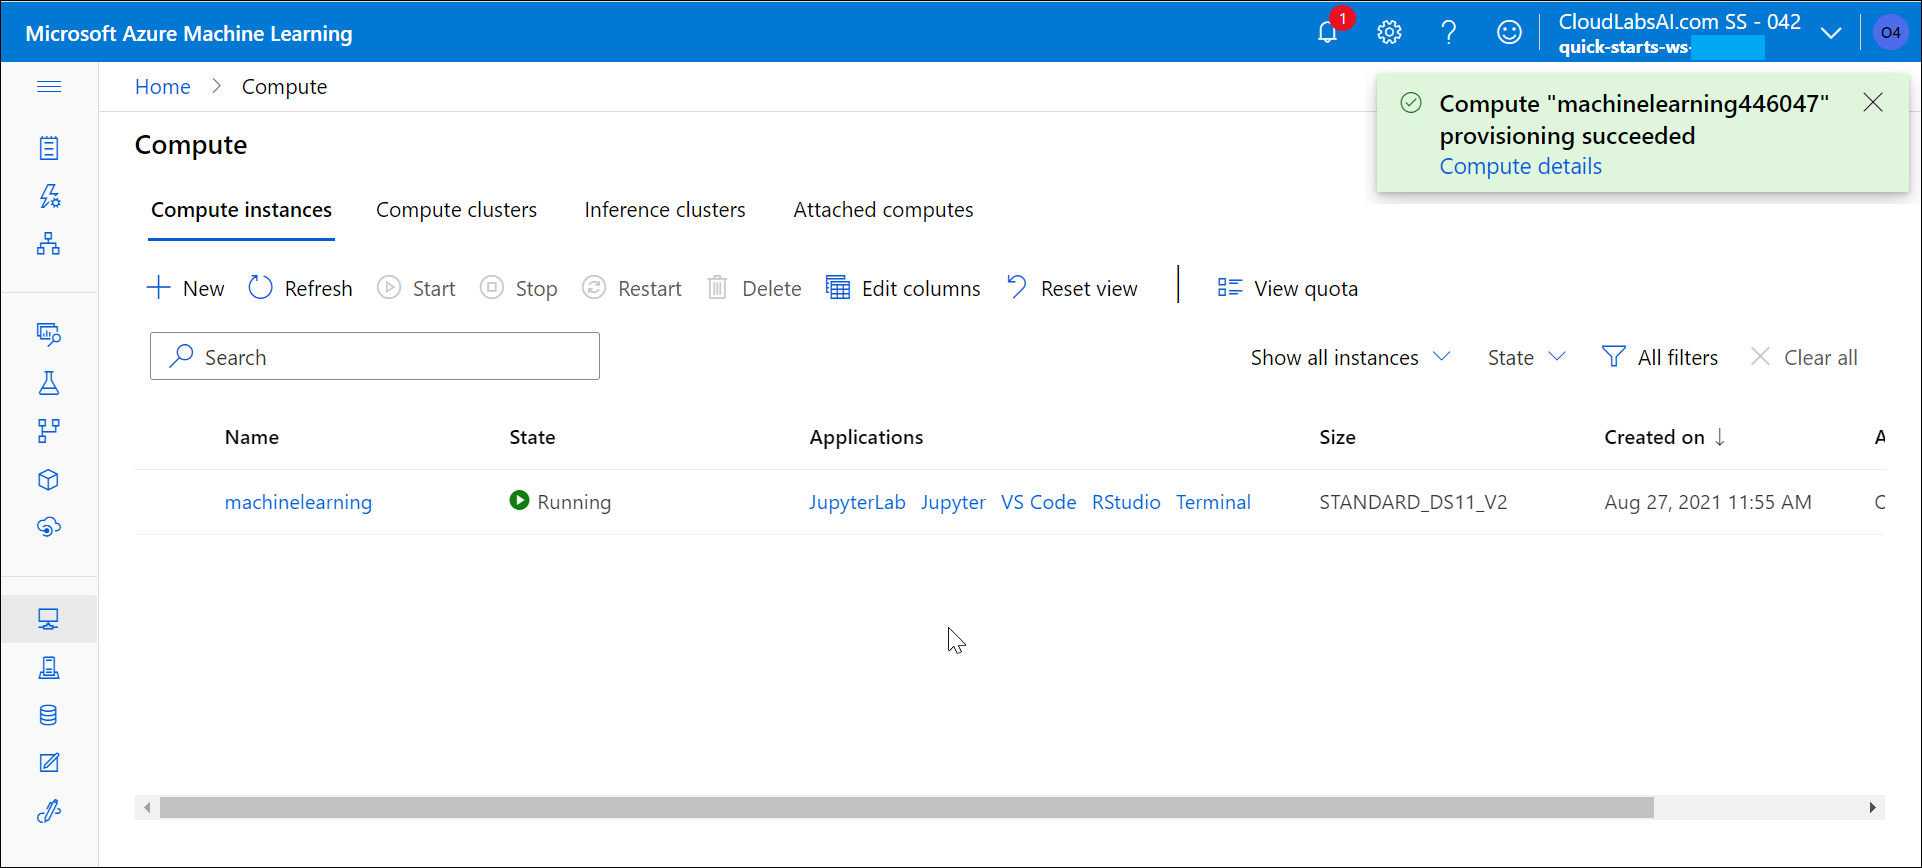 Microsoft Azure Machine Learning
1
CloudLabsAI.com SS - 042
quick-starts-ws-
O4
Home > Compute
Compute "machinelearning446047"
provisioning succeeded
Compute details
Compute
Compute instances Compute clusters Inference clusters Attached computes
New Refresh Start Stop Restart Delete Edit columns Reset view View quota
Search
Show all instances State All filters Clear all
Name State Applications Size Created on A
machinelearning Running JupyterLab Jupyter VS Code RStudio Terminal STANDARD_DS11_V2 Aug 27, 2021 11:55 AM